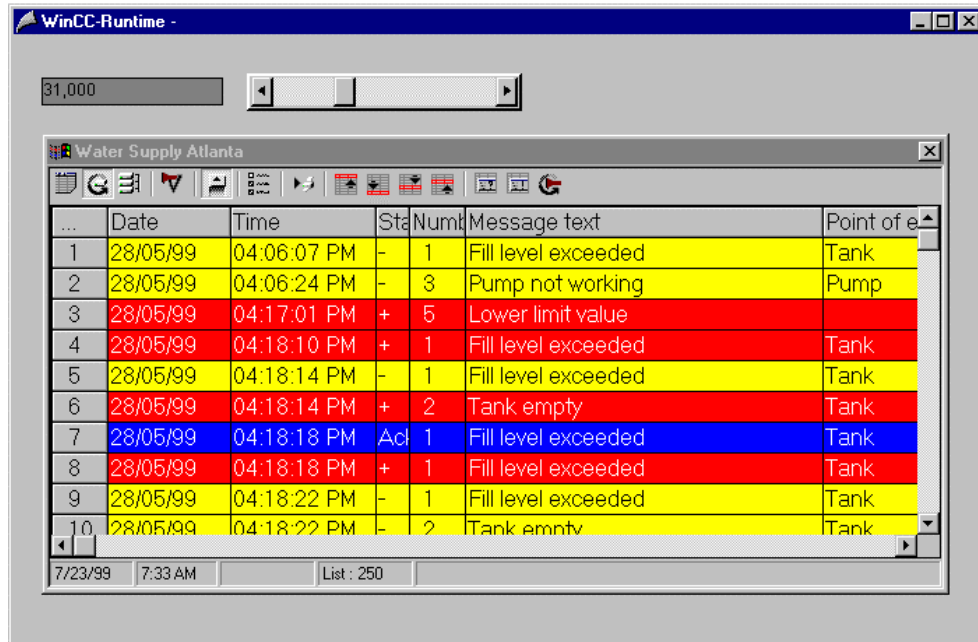 WinCC-Runtime -
31,000
Water Supply Atlanta
... Date Time Sta Numb Message text Point of e
1 28/05/99 04:06:07 PM - 1 Fill level exceeded Tank
2 28/05/99 04:06:24 PM - 3 Pump not working Pump
3 28/05/99 04:17:01 PM + 5 Lower limit value
4 28/05/99 04:18:10 PM + 1 Fill level exceeded Tank
5 28/05/99 04:18:14 PM - 1 Fill level exceeded Tank
6 28/05/99 04:18:14 PM + 2 Tank empty Tank
7 28/05/99 04:18:18 PM Ack 1 Fill level exceeded Tank
8 28/05/99 04:18:18 PM + 1 Fill level exceeded Tank
9 28/05/99 04:18:22 PM - 1 Fill level exceeded Tank
10 28/05/99 04:18:22 PM - 2 Tank empty Tank
7/23/99 7:33 AM List : 250